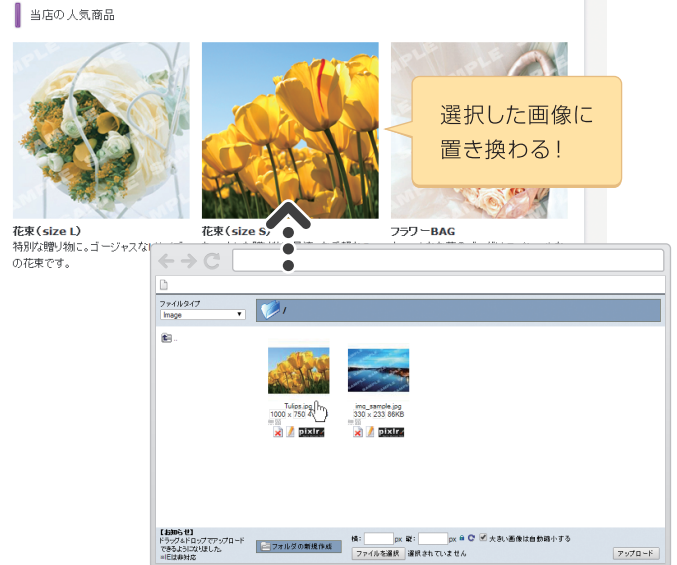 当店の人気商品
選択した画像に
置き換わる!
花束(size L)
花束(size S)
フラワーBAG
特別な贈り物に。ゴージャスな
の花束です。
ファイルタイプ
Image
/
..
Tulips.jpg
1000 x 750
img_sample.jpg
330 x 233 86KB
pixlr
pixlr
【お知らせ】
ドラッグ&ドロップでアップロード
できるようになりました。
※IEは非対応
フォルダの新規作成
横: px 縦: px 大きい画像は自動縮小する
ファイルを選択 選択されていません
アップロード